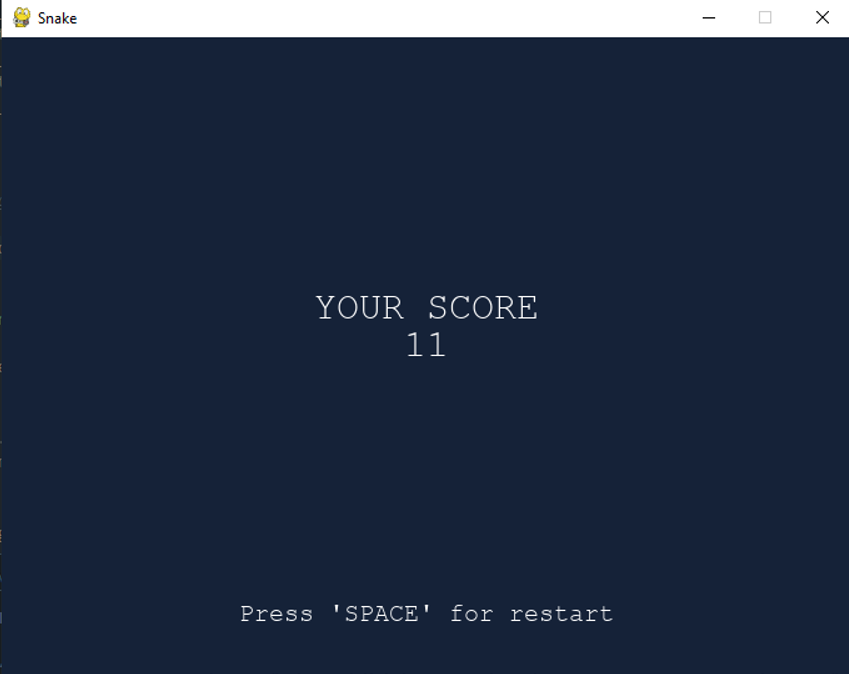 Snake
YOUR SCORE
11
Press 'SPACE' for restart